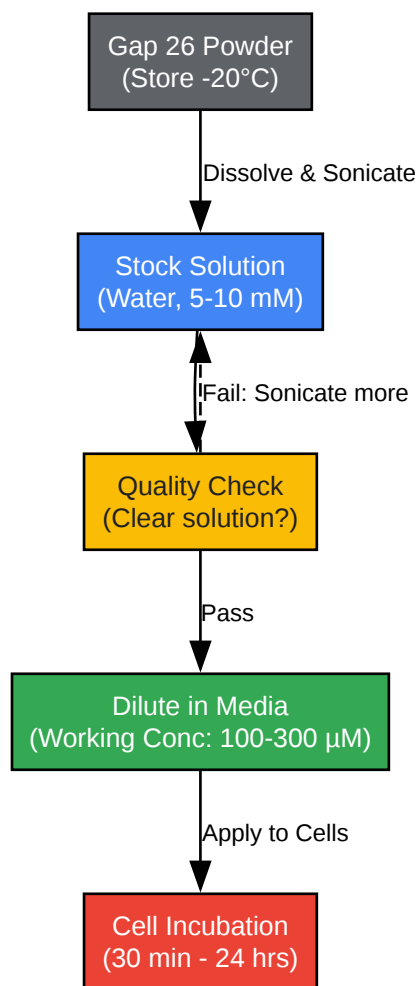 Gap 26 Powder
(Store -20°C)
Dissolve & Sonicate
Stock Solution
(Water, 5-10 mM)
Fail: Sonicate more
Quality Check
(Clear solution?)
Pass
Dilute in Media
(Working Conc: 100-300 µM)
Apply to Cells
Cell Incubation
(30 min - 24 hrs)